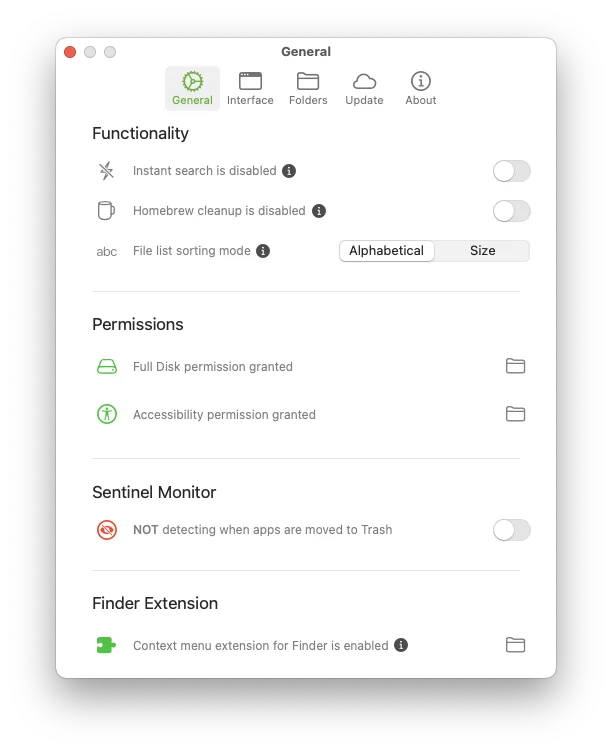 General
General
Interface
Folders
Update
About
Functionality
Instant search is disabled
Homebrew cleanup is disabled
abc File list sorting mode Alphabetical Size
Permissions
Full Disk permission granted
Accessibility permission granted
Sentinel Monitor
NOT detecting when apps are moved to Trash
Finder Extension
Context menu extension for Finder is enabled